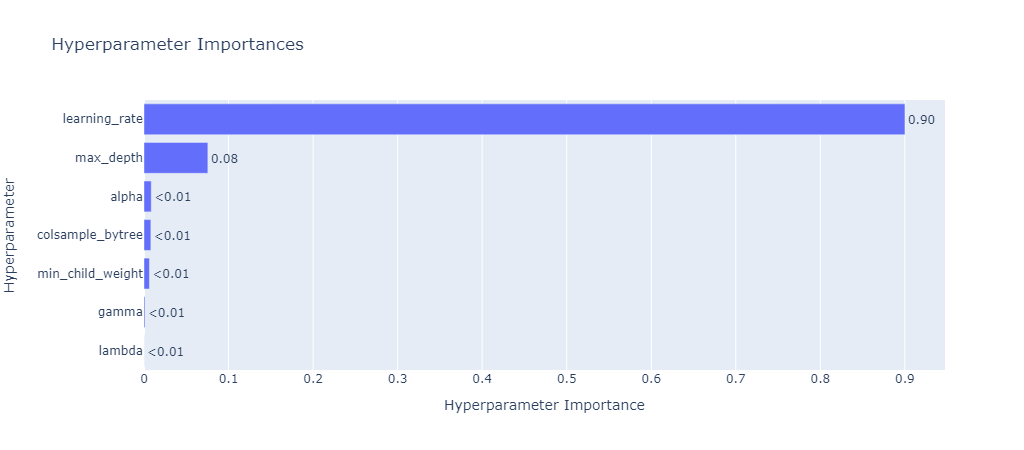 Hyperparameter Importances
Hyperparameter
learning_rate 0.90
max_depth 0.08
alpha <0.01
colsample_bytree <0.01
min_child_weight <0.01
gamma <0.01
lambda <0.01
0 0.1 0.2 0.3 0.4 0.5 0.6 0.7 0.8 0.9
Hyperparameter Importance